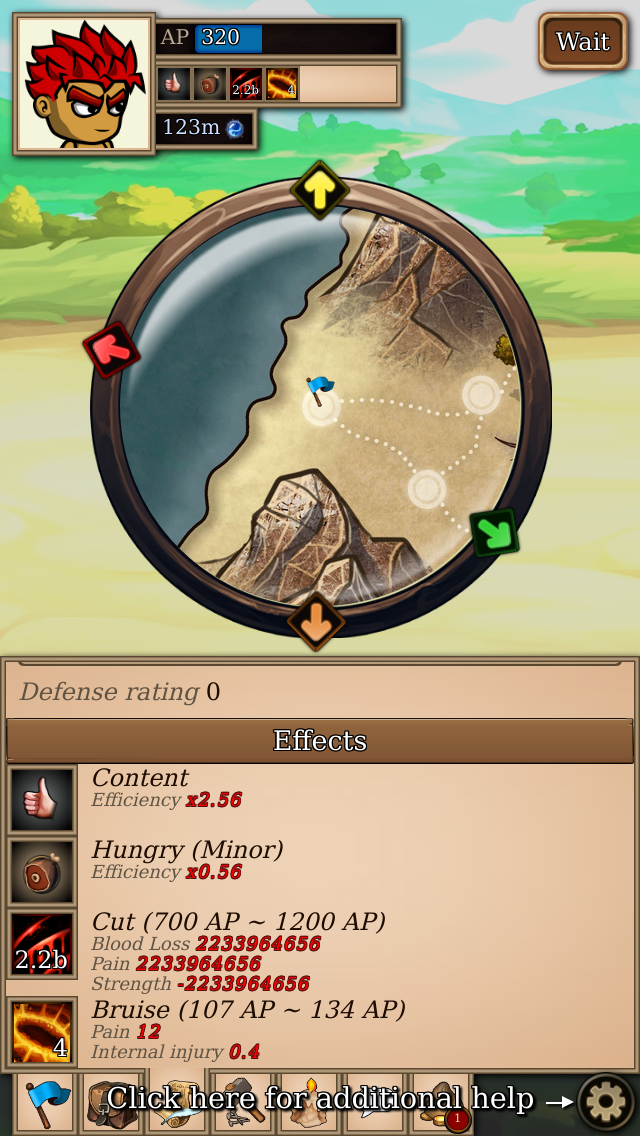 AP 320
Wait
2.2b
4
123m
Defense rating 0
Effects
Content
Efficiency x2.56
Hungry (Minor)
Efficiency x0.56
Cut (700 AP ~ 1200 AP)
Blood Loss 2233964656
2.2b
Pain 2233964656
Strength -2233964656
Bruise (107 AP ~ 134 AP)
Pain 12
4
Internal injury 0.4
Click here for additional help →
1